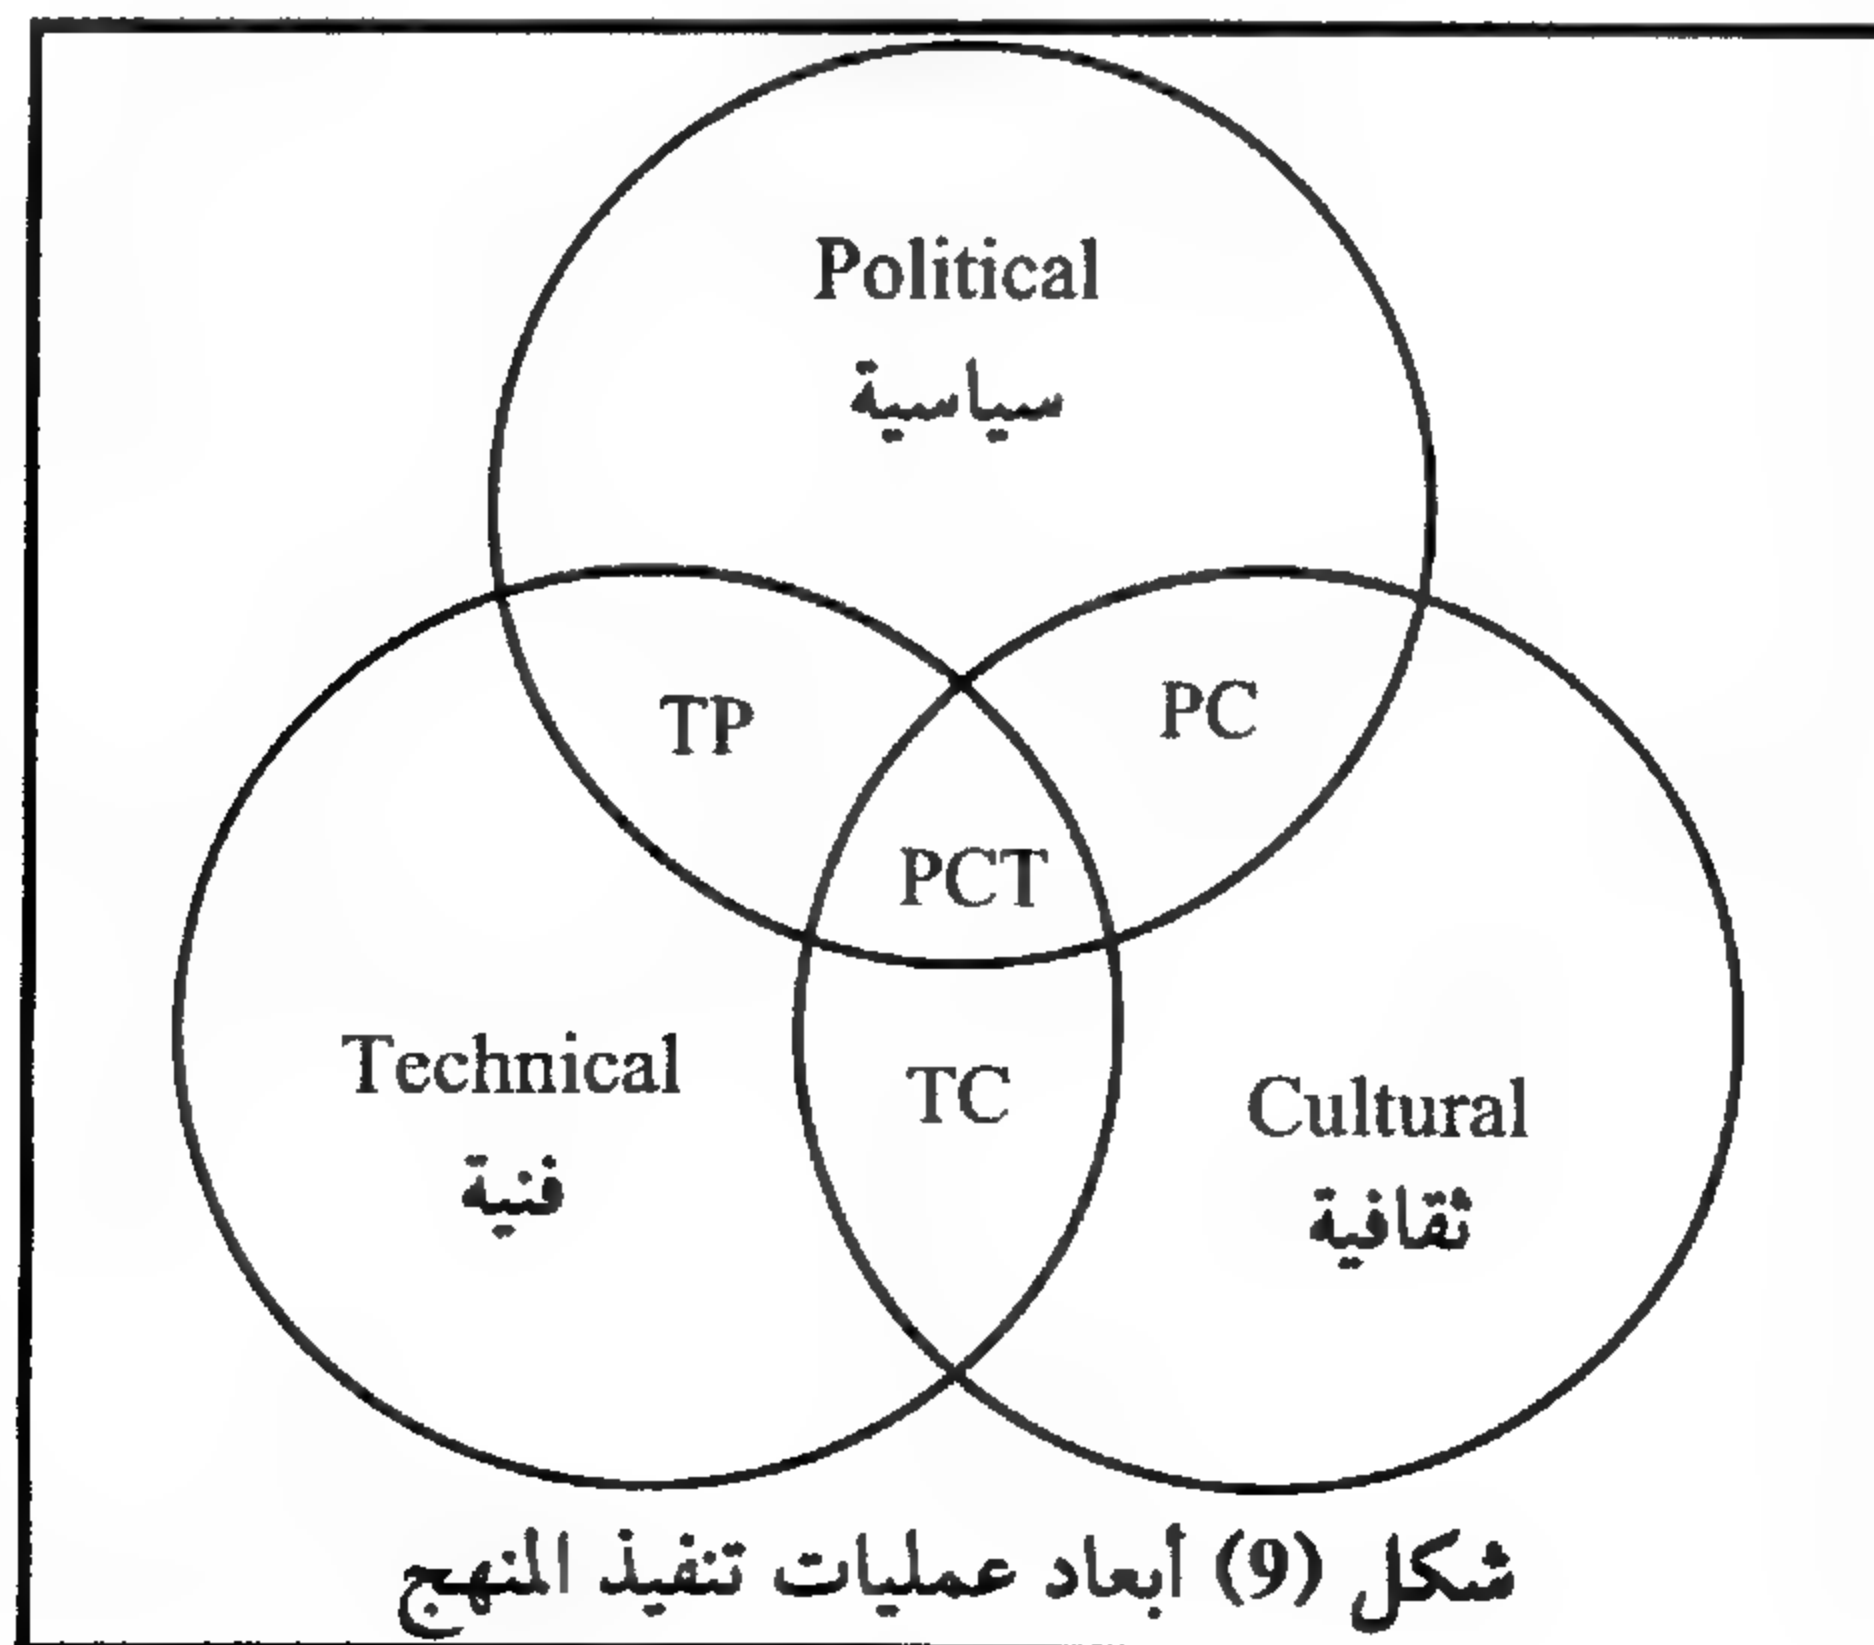 Political
سياسية
TP
PC
PCT
Technical
فنية
TC
Cultural
ثقافية
شكل (9) أبعاد عمليات تنفيذ المنهج